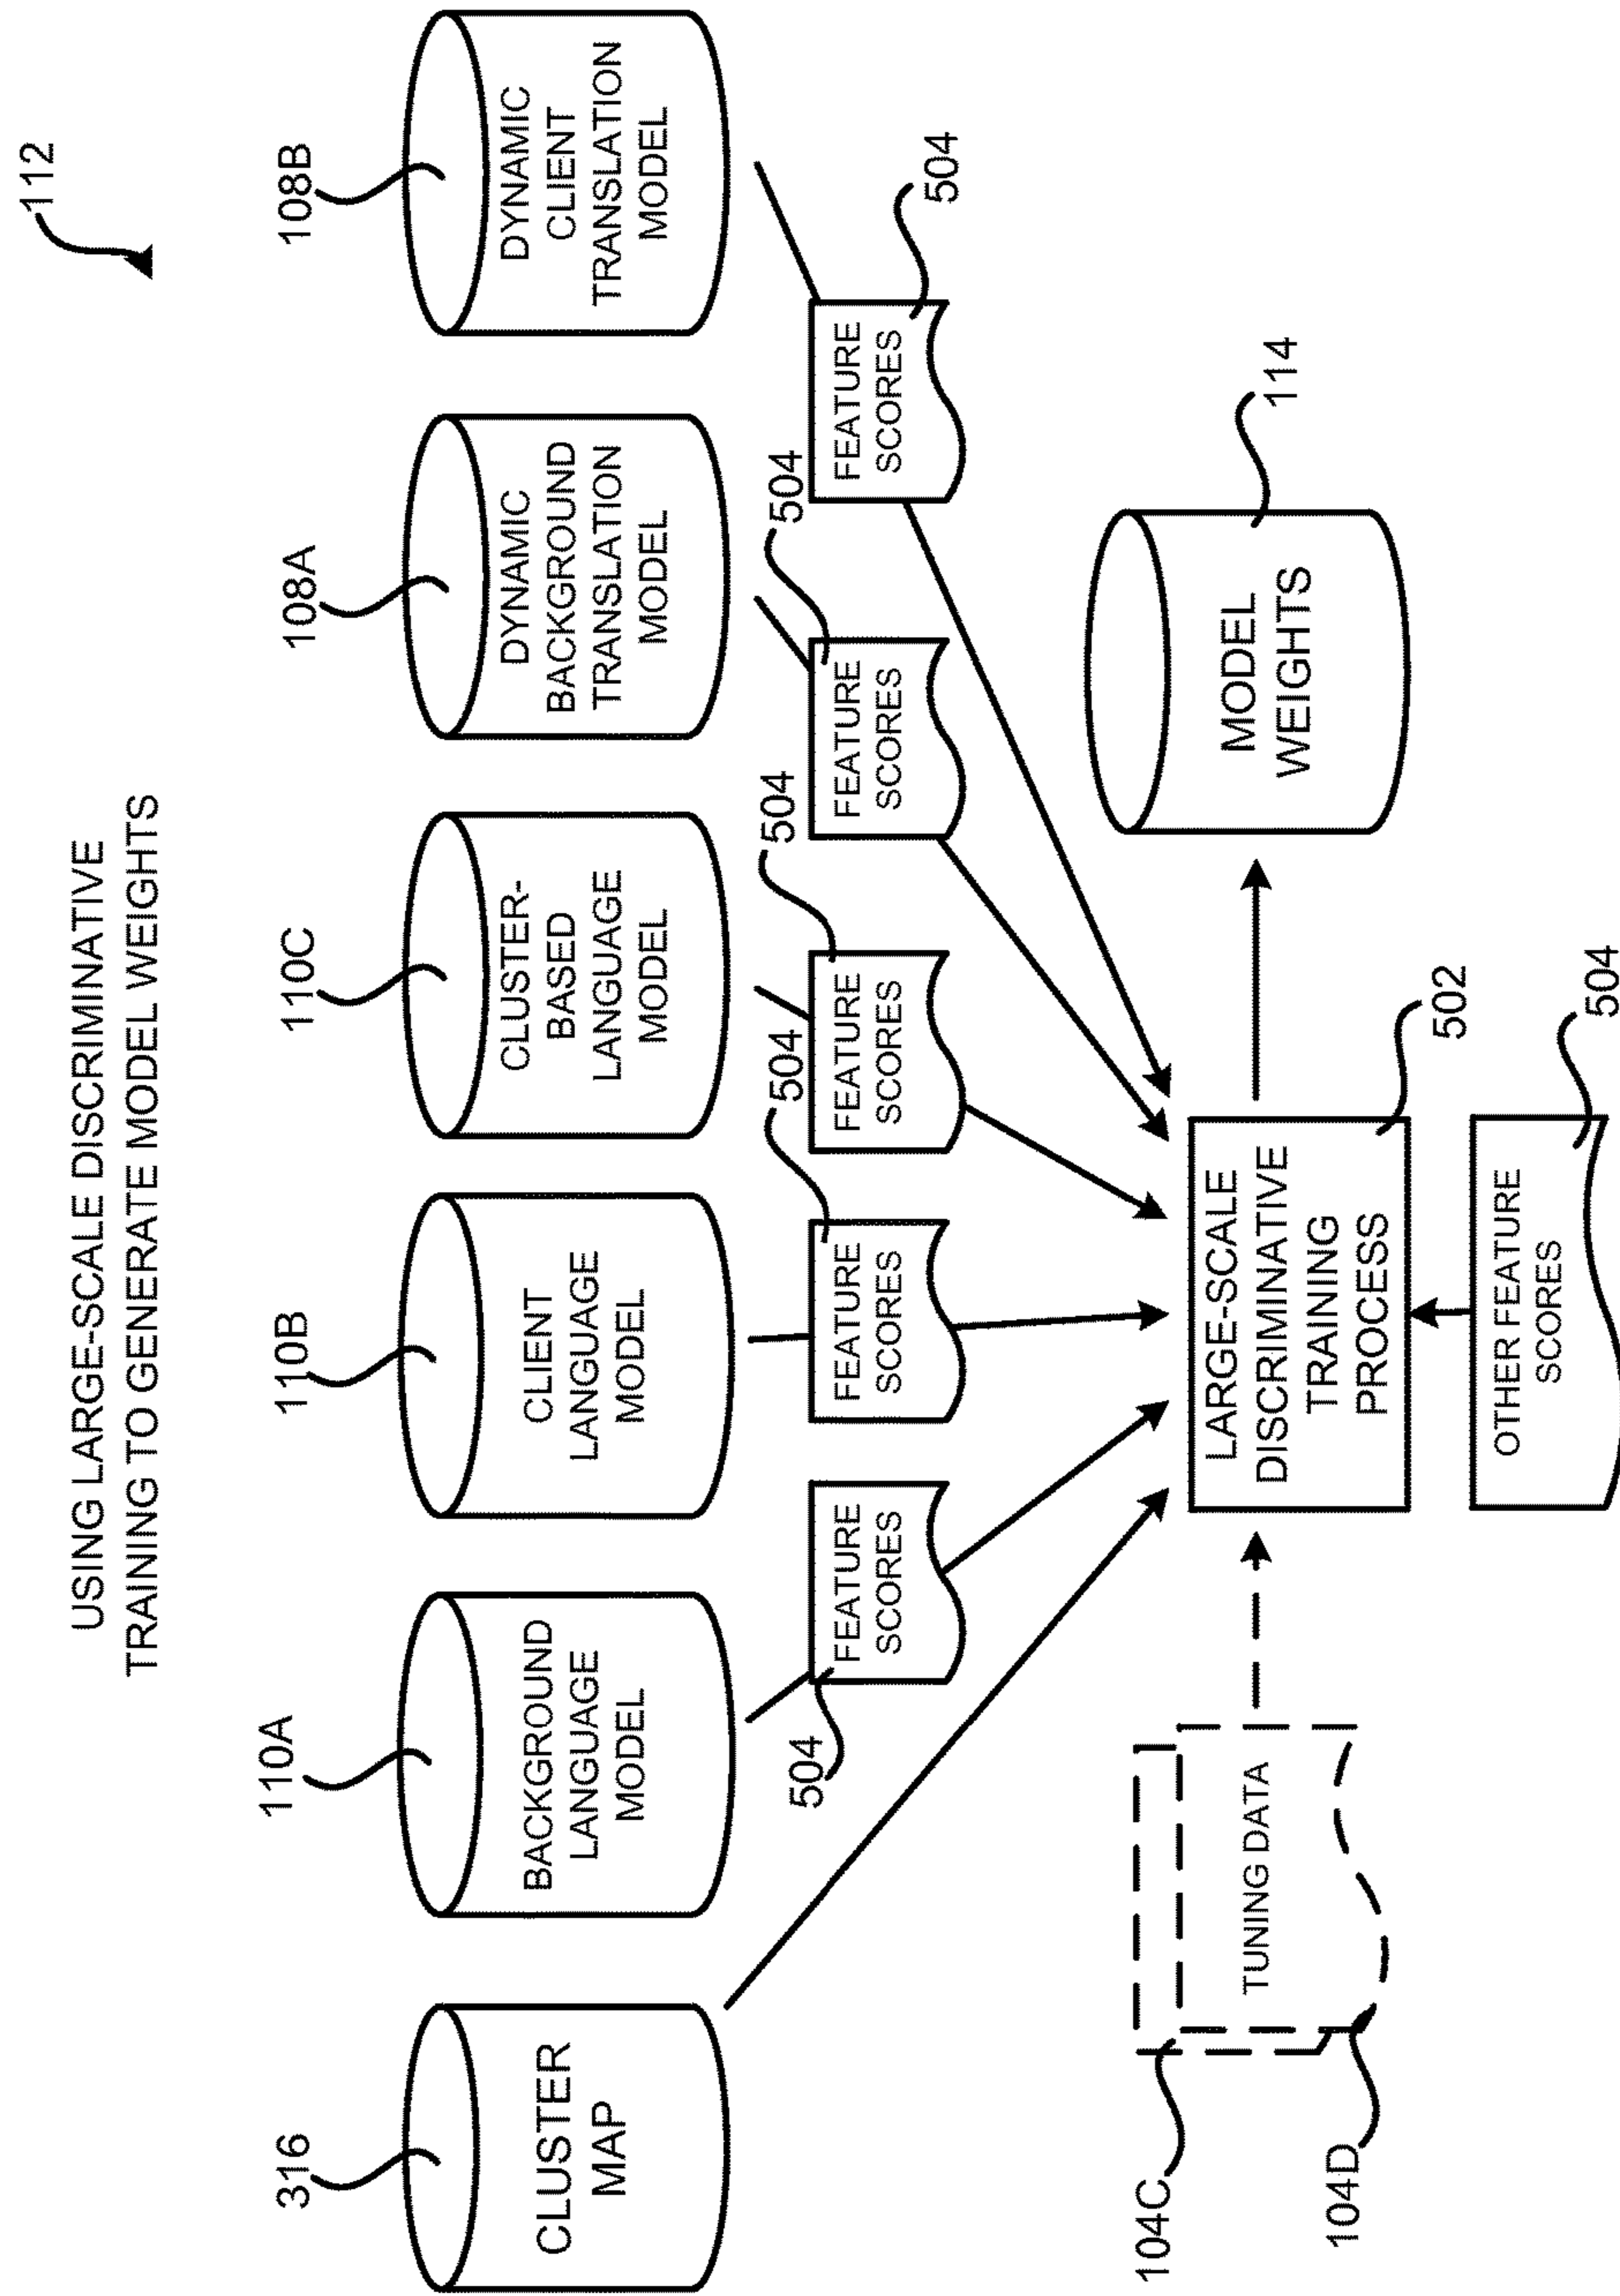 USING LARGE-SCALE DISCRIMINATIVE
TRAINING TO GENERATE MODEL WEIGHTS
112
316
110A
110B
110C
108A
108B
CLUSTER
MAP
BACKGROUND
LANGUAGE
MODEL
CLIENT
LANGUAGE
MODEL
CLUSTER-
BASED
LANGUAGE
MODEL
DYNAMIC
BACKGROUND
TRANSLATION
MODEL
DYNAMIC
CLIENT
TRANSLATION
MODEL
504
FEATURE
SCORES
504
FEATURE
SCORES
504
FEATURE
SCORES
504
FEATURE
SCORES
504
FEATURE
SCORES
104C
104D
TUNING DATA
LARGE-SCALE
DISCRIMINATIVE
TRAINING
PROCESS
502
MODEL
WEIGHTS
114
OTHER FEATURE
SCORES
504